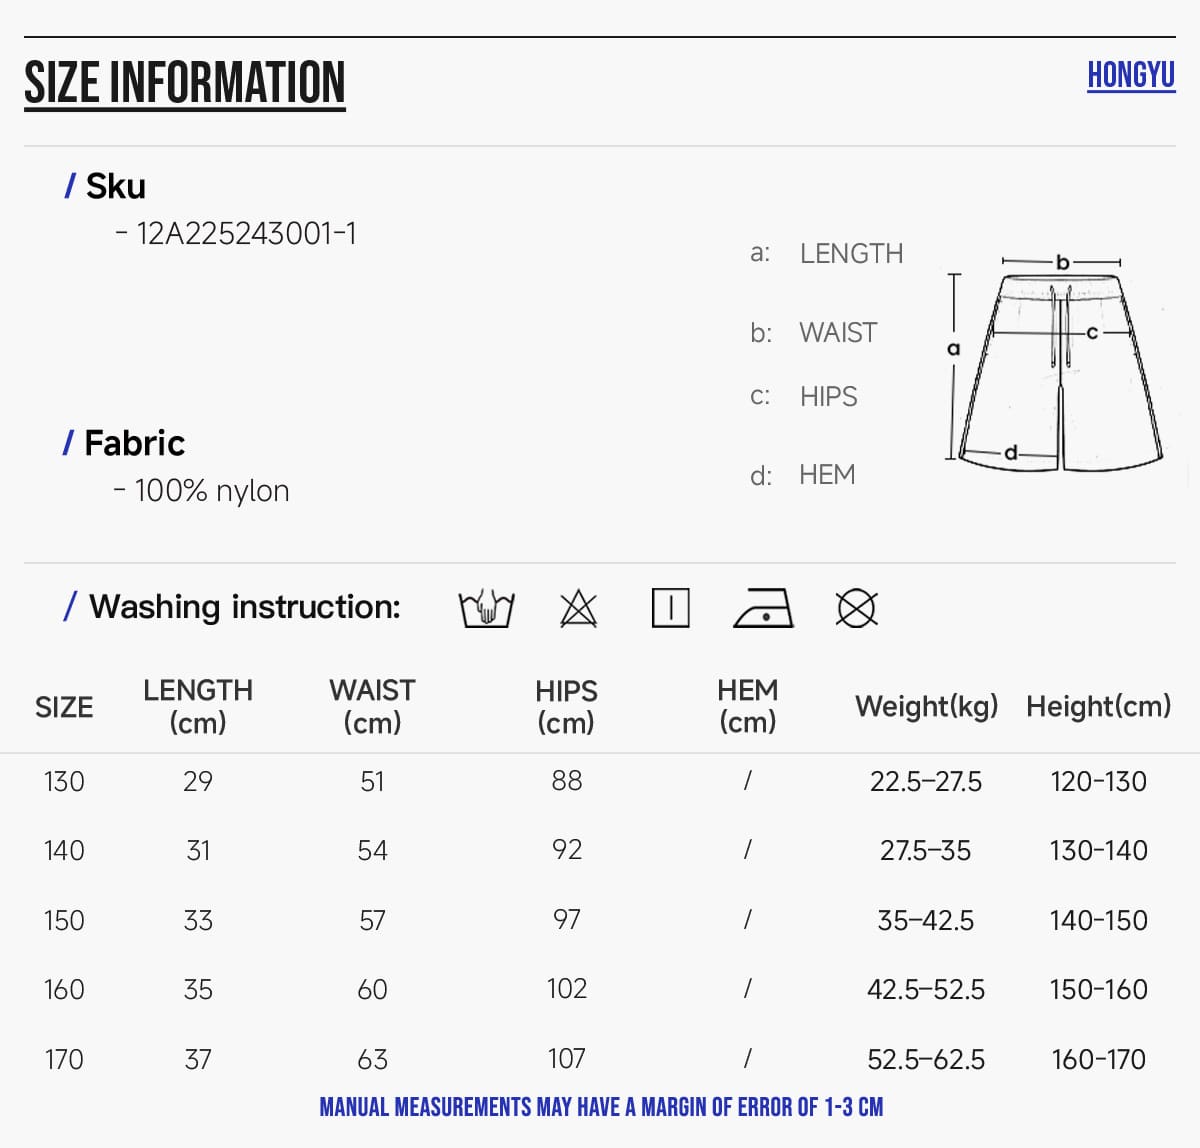 SIZE INFORMATION
HONGYU
/ Sku
- 12A225243001-1
a: LENGTH
b: WAIST
c: HIPS
d: HEM
b
c
a
d
/ Fabric
- 100% nylon
/ Washing instruction:
SIZE LENGTH (cm) WAIST (cm) HIPS (cm) HEM (cm) Weight(kg) Height(cm)
130 29 51 88 / 22.5-27.5 120-130
140 31 54 92 / 27.5-35 130-140
150 33 57 97 / 35-42.5 140-150
160 35 60 102 / 42.5-52.5 150-160
170 37 63 107 / 52.5-62.5 160-170
MANUAL MEASUREMENTS MAY HAVE A MARGIN OF ERROR OF 1-3 CM